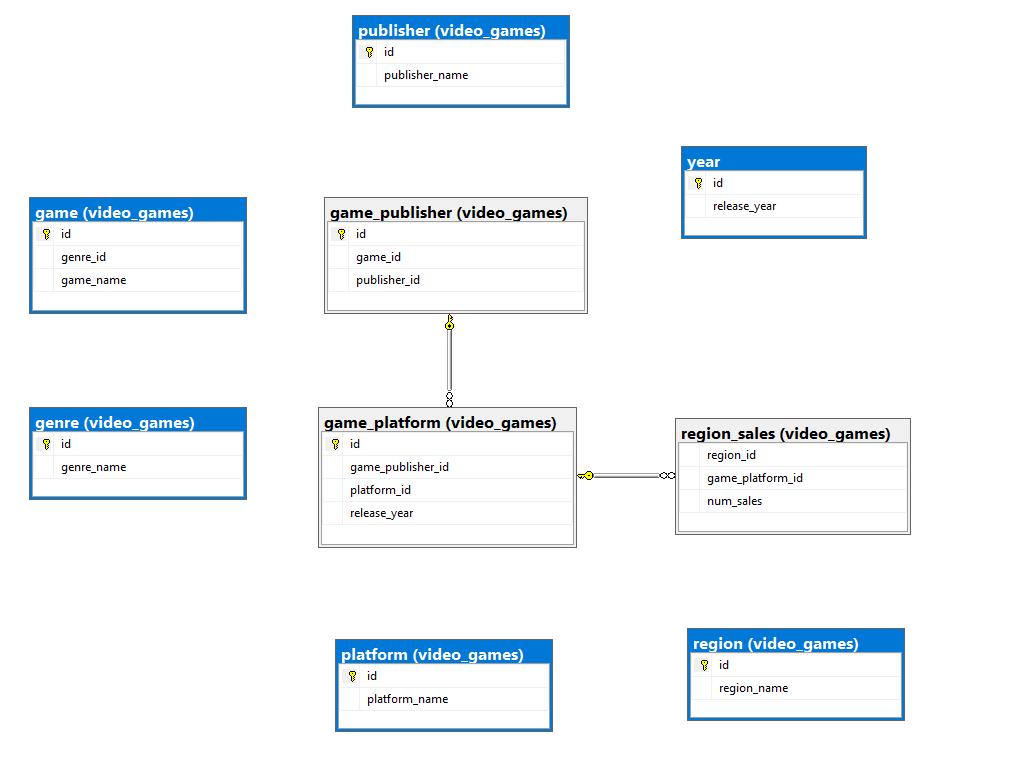 publisher (video_games)
id
publisher_name
year
id
release_year
game (video_games)
id
genre_id
game_name
game_publisher (video_games)
id
game_id
publisher_id
genre (video_games)
id
genre_name
game_platform (video_games)
id
game_publisher_id
platform_id
release_year
region_sales (video_games)
region_id
game_platform_id
num_sales
platform (video_games)
id
platform_name
region (video_games)
id
region_name